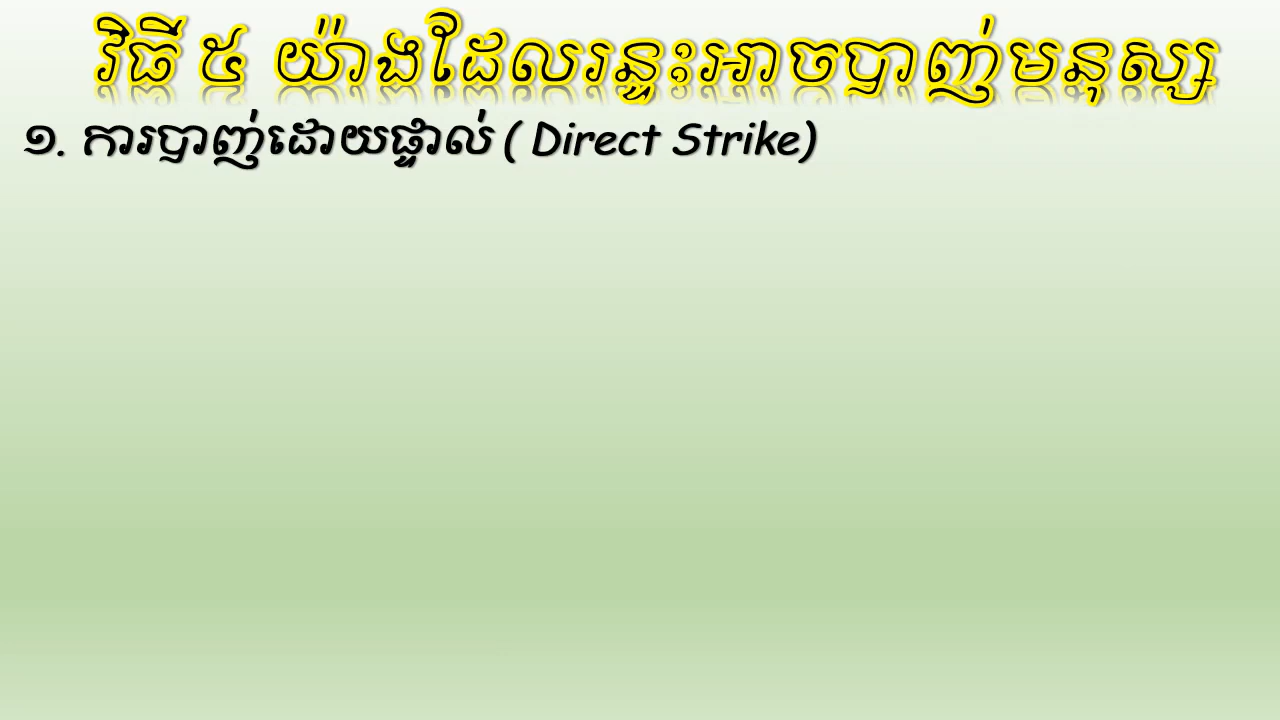 វិធី ៥ យ៉ាងដែលរន្ទះអាចបាញ់មនុស្ស
១. ការបាញ់ដោយផ្ទាល់ ( Direct Strike)